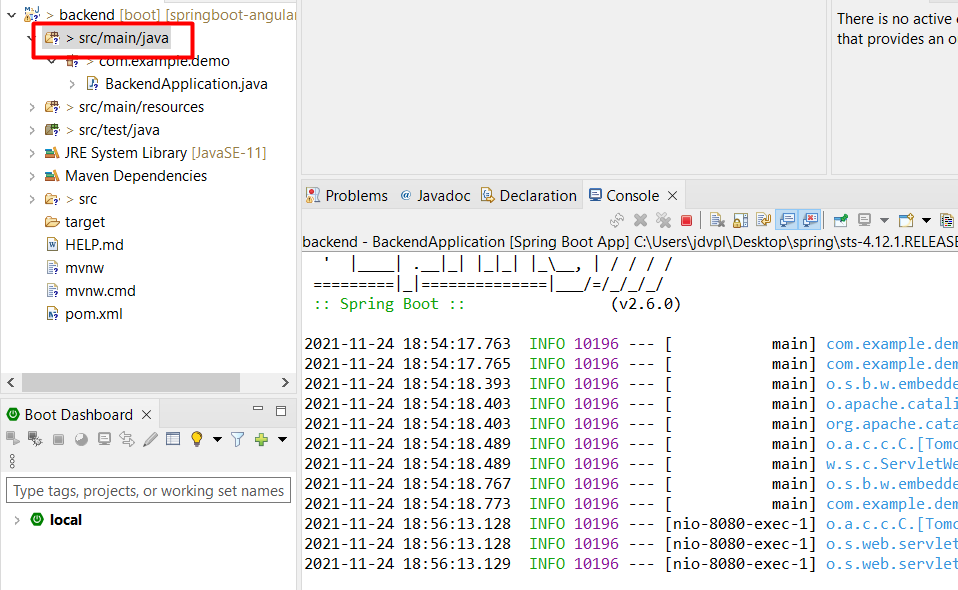 > backend [boot] [springboot-angular
> src/main/java
> com.example.demo
> BackendApplication.java
> src/main/resources
> src/test/java
JRE System Library [JavaSE-11]
Maven Dependencies
> src
target
HELP.md
mvnw
mvnw.cmd
pom.xml
Boot Dashboard
Type tags, projects, or working set names
local
There is no active
that provides an o
Problems @ Javadoc Declaration Console
backend - BackendApplication [Spring Boot App] C:\Users\jdvpl\Desktop\spring\sts-4.12.1.RELEASE
'  |____| .__|_| |_|_| |_\__, | / / / /
=========|_|==============|___/=/_/_/_/
:: Spring Boot ::                (v2.6.0)
2021-11-24 18:54:17.763  INFO 10196 --- [           main] com.example.dem
2021-11-24 18:54:17.765  INFO 10196 --- [           main] com.example.dem
2021-11-24 18:54:18.393  INFO 10196 --- [           main] o.s.b.w.embedde
2021-11-24 18:54:18.403  INFO 10196 --- [           main] o.apache.catali
2021-11-24 18:54:18.403  INFO 10196 --- [           main] org.apache.cata
2021-11-24 18:54:18.489  INFO 10196 --- [           main] o.a.c.c.C.[Tomc
2021-11-24 18:54:18.489  INFO 10196 --- [           main] w.s.c.ServletWe
2021-11-24 18:54:18.767  INFO 10196 --- [           main] o.s.b.w.embedde
2021-11-24 18:54:18.773  INFO 10196 --- [           main] com.example.dem
2021-11-24 18:56:13.128  INFO 10196 --- [nio-8080-exec-1] o.a.c.c.C.[Tomc
2021-11-24 18:56:13.128  INFO 10196 --- [nio-8080-exec-1] o.s.web.servlet
2021-11-24 18:56:13.129  INFO 10196 --- [nio-8080-exec-1] o.s.web.servlet